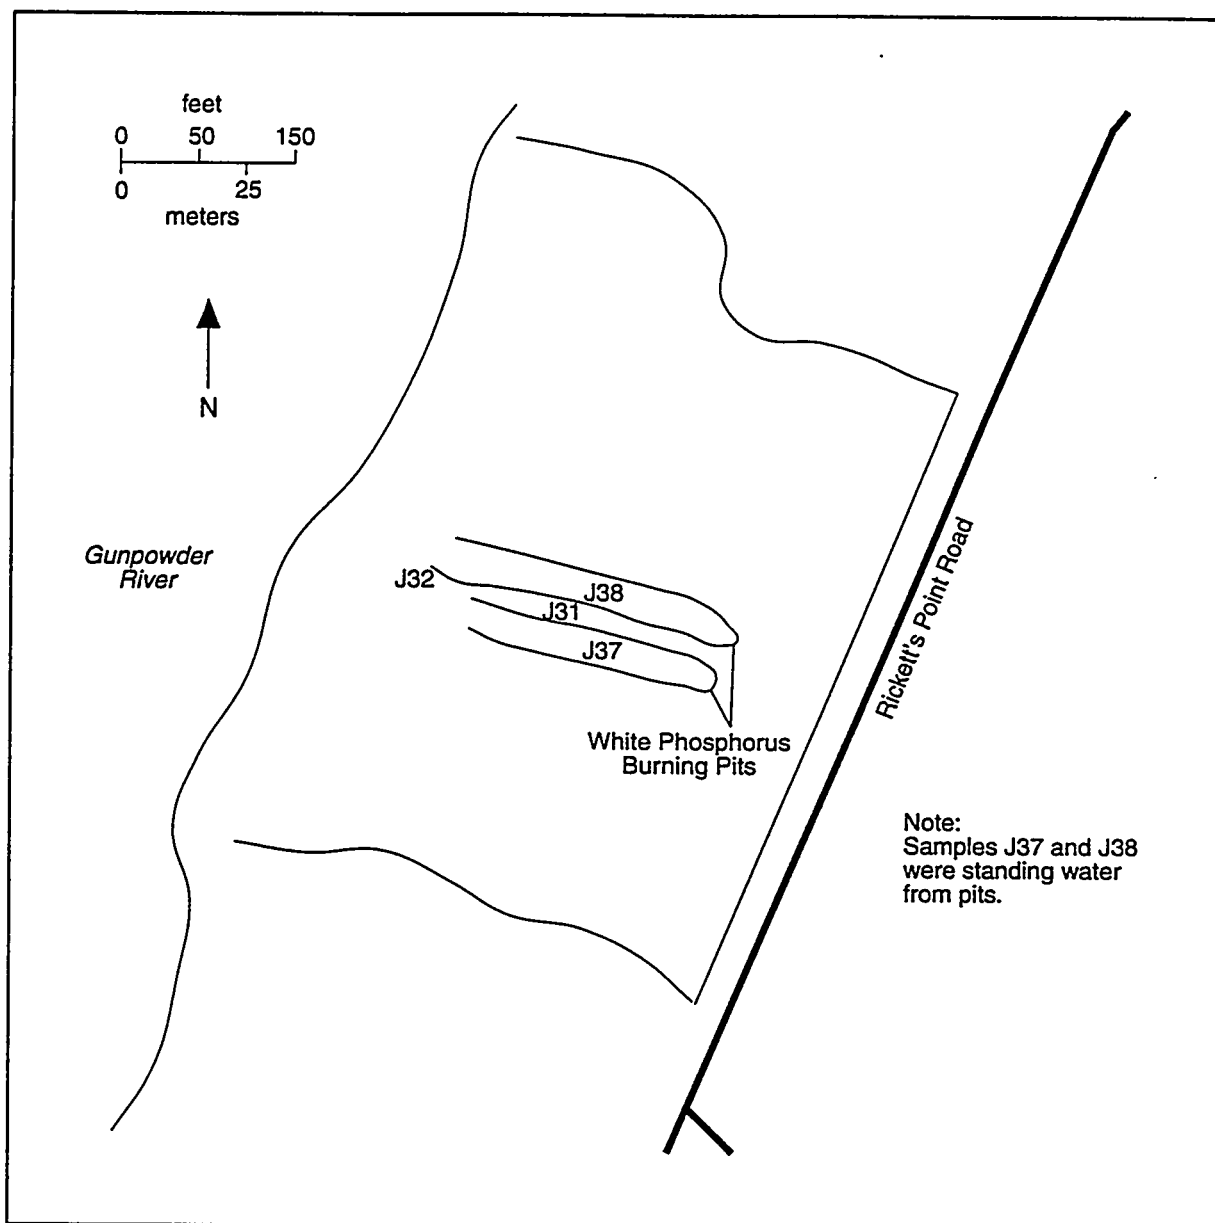 feet
0 50 150
0 25
meters
N
Gunpowder
River
J32
J38
J31
J37
White Phosphorus
Burning Pits
Rickett's Point Road
Note:
Samples J37 and J38
were standing water
from pits.